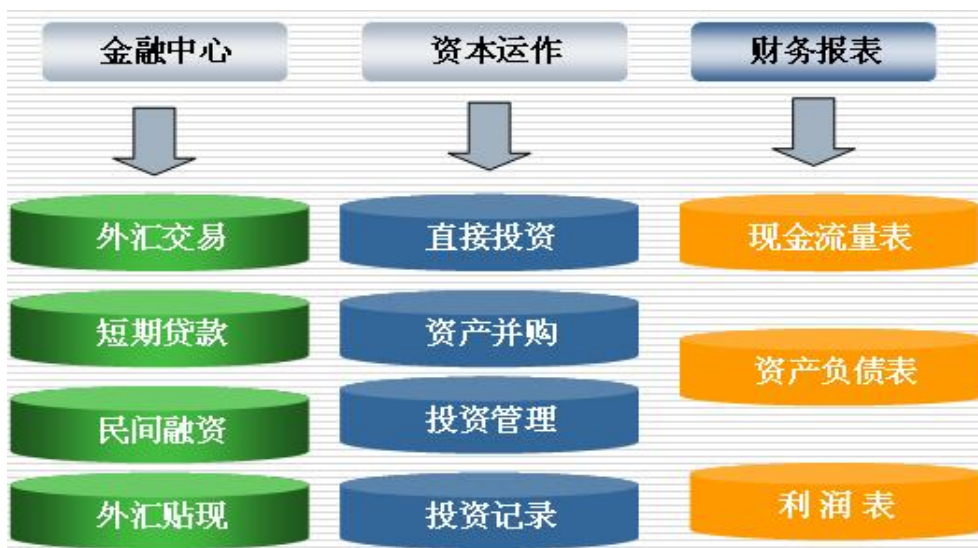 金融中心 资本运作 财务报表
外汇交易 直接投资 现金流量表
短期贷款 资产并购
资产负债表
民间融资 投资管理
外汇贴现 投资记录 利润表